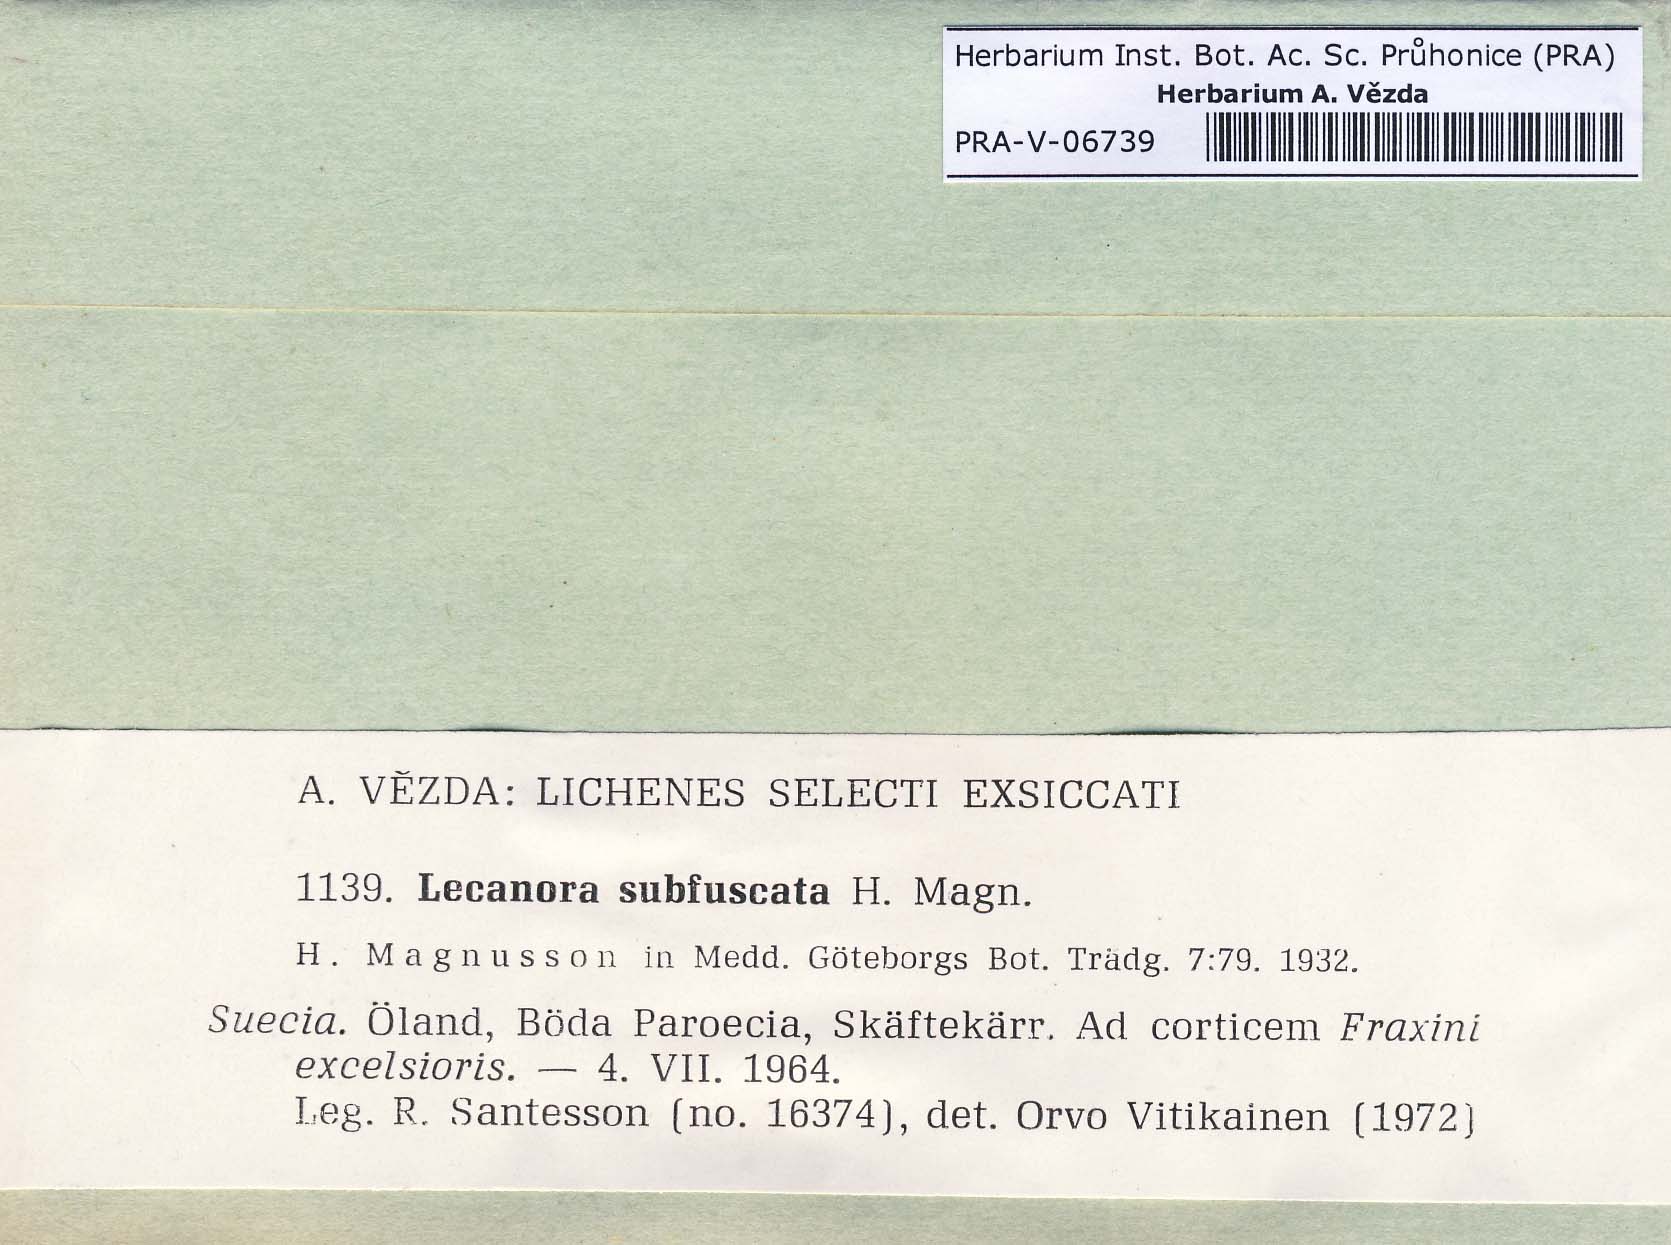 Herbarium Inst. Bot. Ac. Sc. Průhonice (PRA)
Herbarium A. Vězda
PRA-V-06739
A. VĚZDA: LICHENES SELECTI EXSICCATI
1139. Lecanora subfuscata H. Magn.
H. Magnusson in Medd. Göteborgs Bot. Trädg. 7:79. 1932.
Suecia. Öland, Böda Paroecia, Skäftekärr. Ad corticem Fraxini
excelsioris. — 4. VII. 1964.
Leg. R. Santesson (no. 16374), det. Orvo Vitikainen (1972)